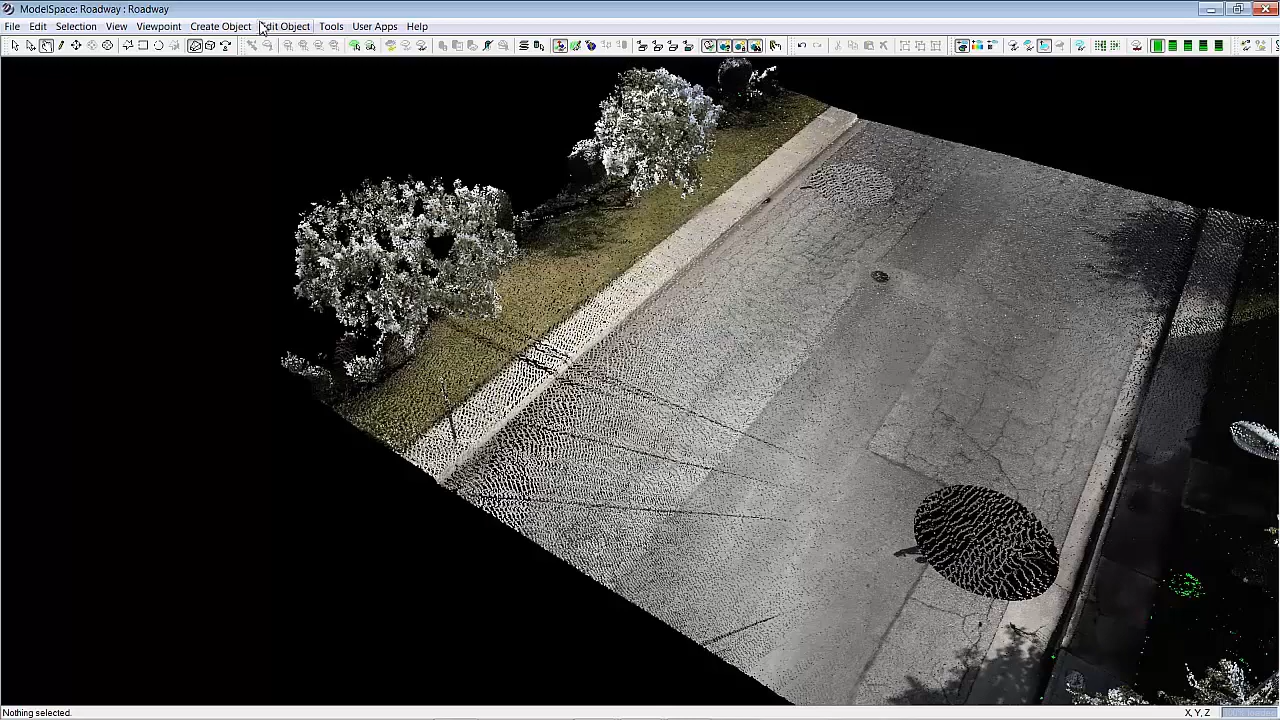 ModelSpace: Roadway : Roadway
File Edit Selection View Viewpoint Create Object Edit Object Tools User Apps Help
Nothing selected.
X, Y, Z